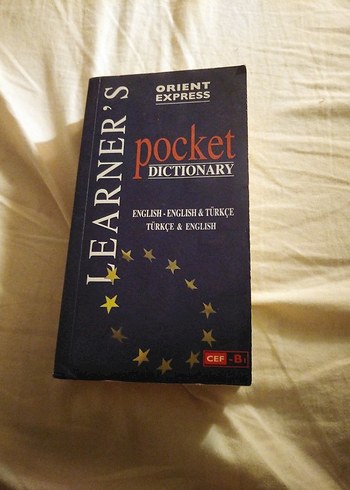 LEARNER'S
ORIENT
EXPRESS
pocket
DICTIONARY
ENGLISH - ENGLISH & TÜRKÇE
TÜRKÇE & ENGLISH
CEF - B1